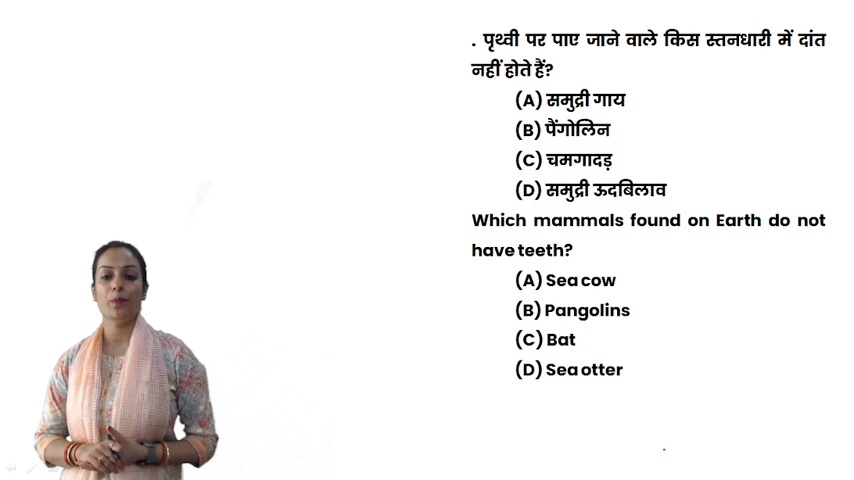 . पृथ्वी पर पाए जाने वाले किस स्तनधारी में दांत
नहीं होते हैं?
(A) समुद्री गाय
(B) पैंगोलिन
(C) चमगादड़
(D) समुद्री ऊदबिलाव
Which mammals found on Earth do not
have teeth?
(A) Sea cow
(B) Pangolins
(C) Bat
(D) Sea otter